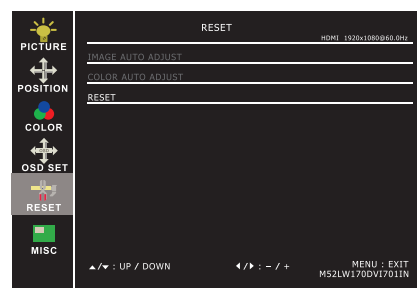 RESET
HDMI 1920x1080@60.0Hz
PICTURE
POSITION
COLOR
OSD
OSD SET
RESET
MISC
IMAGE AUTO ADJUST
COLOR AUTO ADJUST
RESET
▲/▼ : UP / DOWN
◀/▶ : – / +
MENU : EXIT
M52LW170DVI701IN